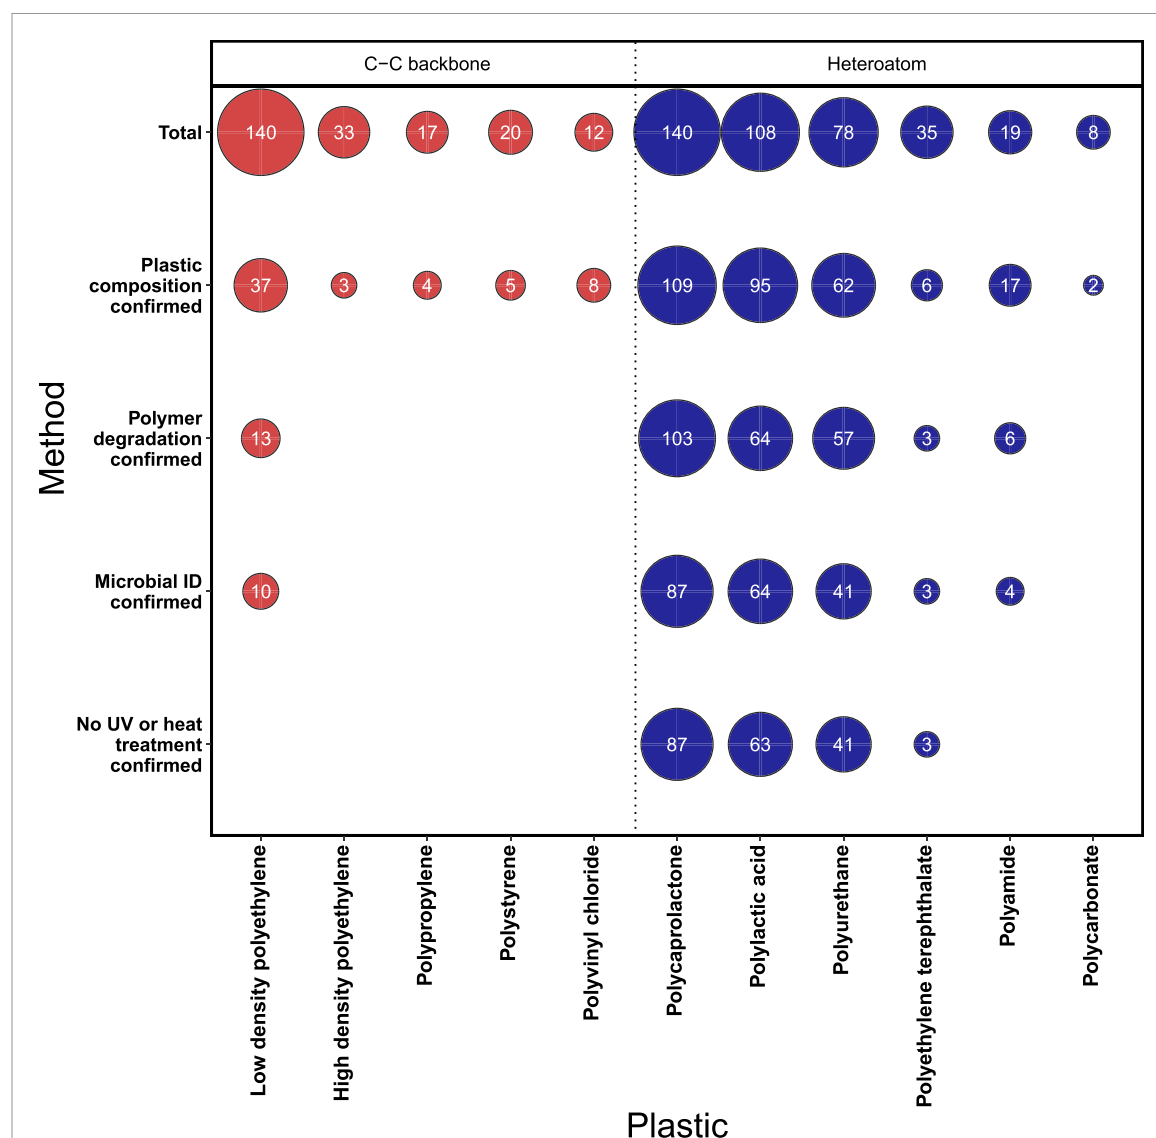 C−C backbone
Heteroatom
Total
140 33 17 20 12 140 108 78 35 19 8
Plastic
composition
confirmed
37 3 4 5 8 109 95 62 6 17 2
Polymer
degradation
confirmed
13 103 64 57 3 6
Microbial ID
confirmed
10 87 64 41 3 4
No UV or heat
treatment
confirmed
87 63 41 3
Method
Low density polyethylene
High density polyethylene
Polypropylene
Polystyrene
Polyvinyl chloride
Polycaprolactone
Polylactic acid
Polyurethane
Polyethylene terephthalate
Polyamide
Polycarbonate
Plastic